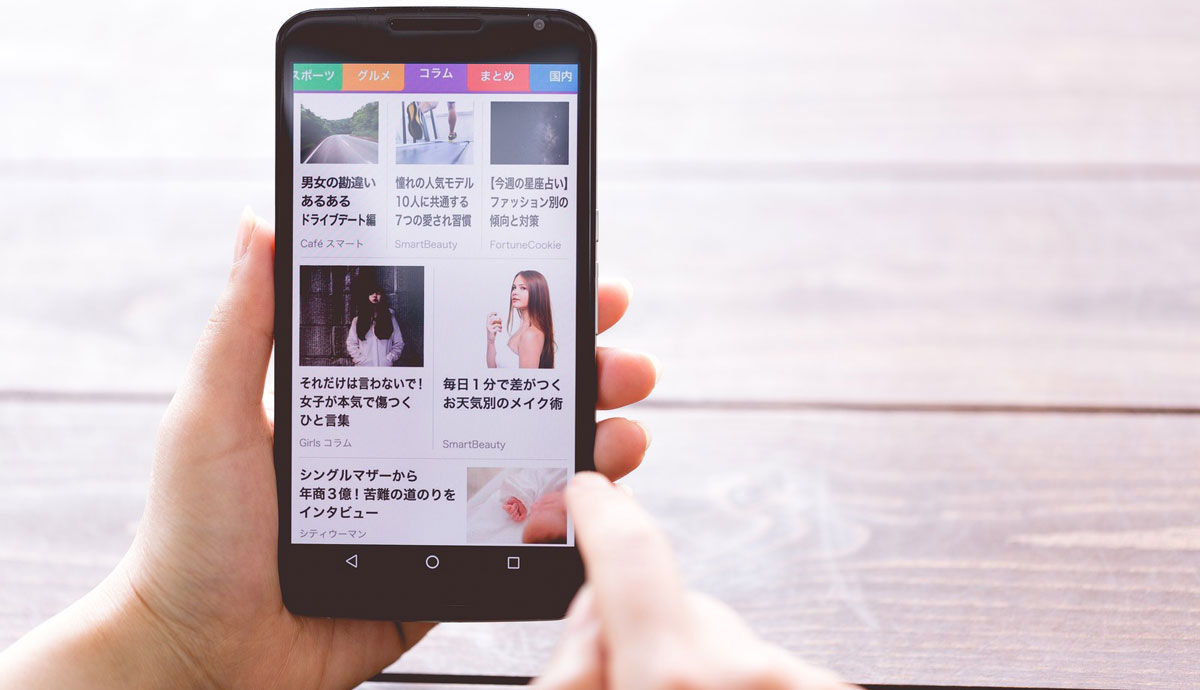 スポーツ
グルメ
コラム
まとめ
国内
男女の勘違い
あるある
ドライブデート編
Café スマート
憧れの人気モデル
10人に共通する
7つの愛され習慣
SmartBeauty
【今週の星座占い】
ファッション別の
傾向と対策
FortuneCookie
それだけは言わないで！
女子が本気で傷つく
ひと言集
Girls コラム
毎日1分で差がつく
お天気別のメイク術
SmartBeauty
シングルマザーから
年商3億！苦難の道のりを
インタビュー
シティウーマン